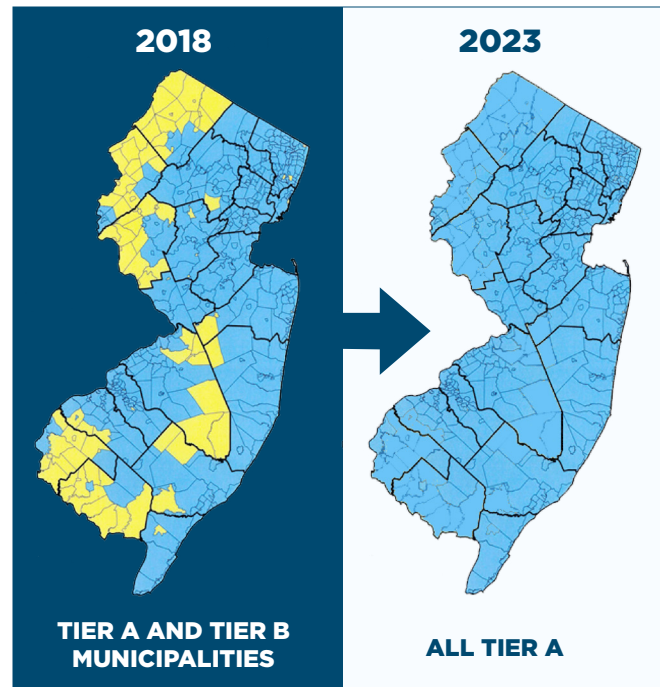 2018
TIER A AND TIER B
MUNICIPALITIES
2023
ALL TIER A